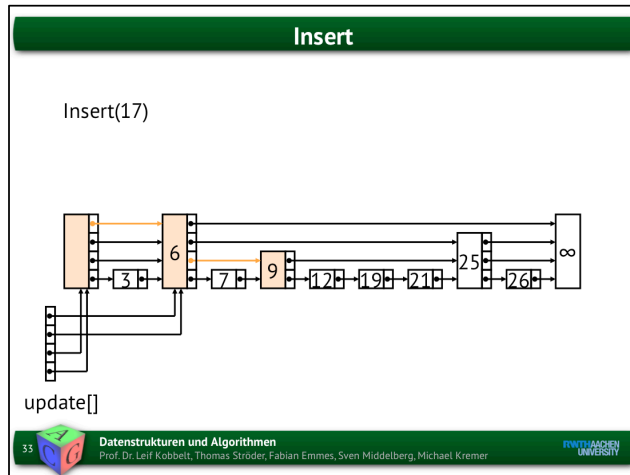 Insert
Insert(17)
6
9
25
∞
3
7
12
19
21
26
update[]
33
A
C
G
Datenstrukturen und Algorithmen
Prof. Dr. Leif Kobbelt, Thomas Ströder, Fabian Emmes, Sven Middelberg, Michael Kremer
RWTHAACHEN
UNIVERSITY